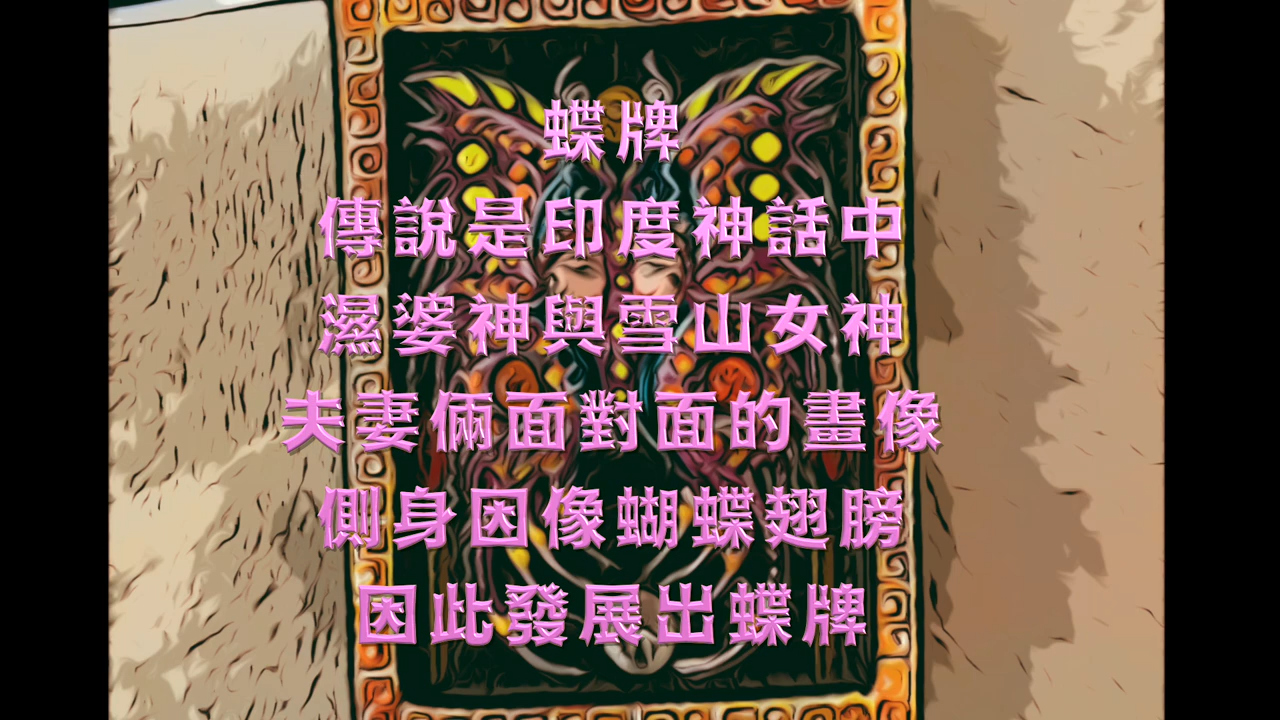 蝶牌
傳說是印度神話中
濕婆神與雪山女神
夫妻倆面對面的畫像
側身因像蝴蝶翅膀
因此發展出蝶牌